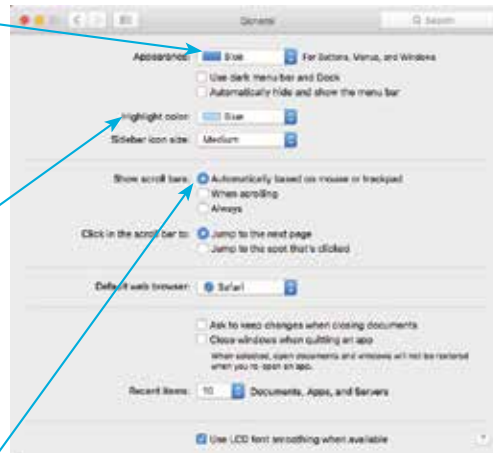 General
Search
Appearance: Blue For Buttons, Menus, and Windows
Use dark menu bar and Dock
Automatically hide and show the menu bar
Highlight color: Blue
Sidebar icon size: Medium
Show scroll bars: Automatically based on mouse or trackpad
When scrolling
Always
Click in the scroll bar to: Jump to the next page
Jump to the spot that's clicked
Default web browser: Safari
Ask to keep changes when closing documents
Close windows when quitting an app
When selected, open documents and windows will not be restored
when you re-open an app.
Recent items: 10 Documents, Apps, and Servers
Use LCD font smoothing when available
?